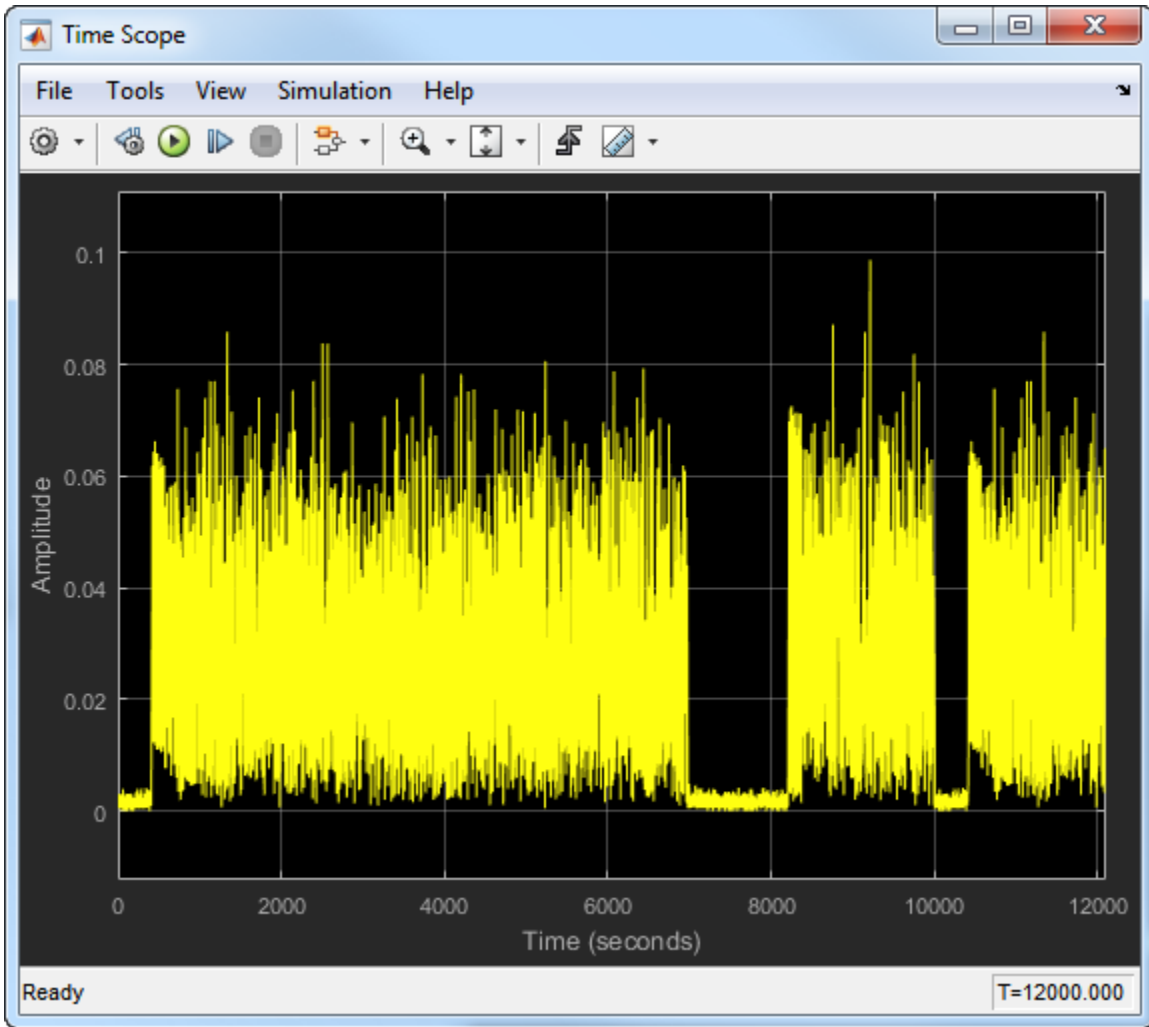 Time Scope
File Tools View Simulation Help
0.1
0.08
0.06
0.04
0.02
0
Amplitude
0 2000 4000 6000 8000 10000 12000
Time (seconds)
Ready T=12000.000